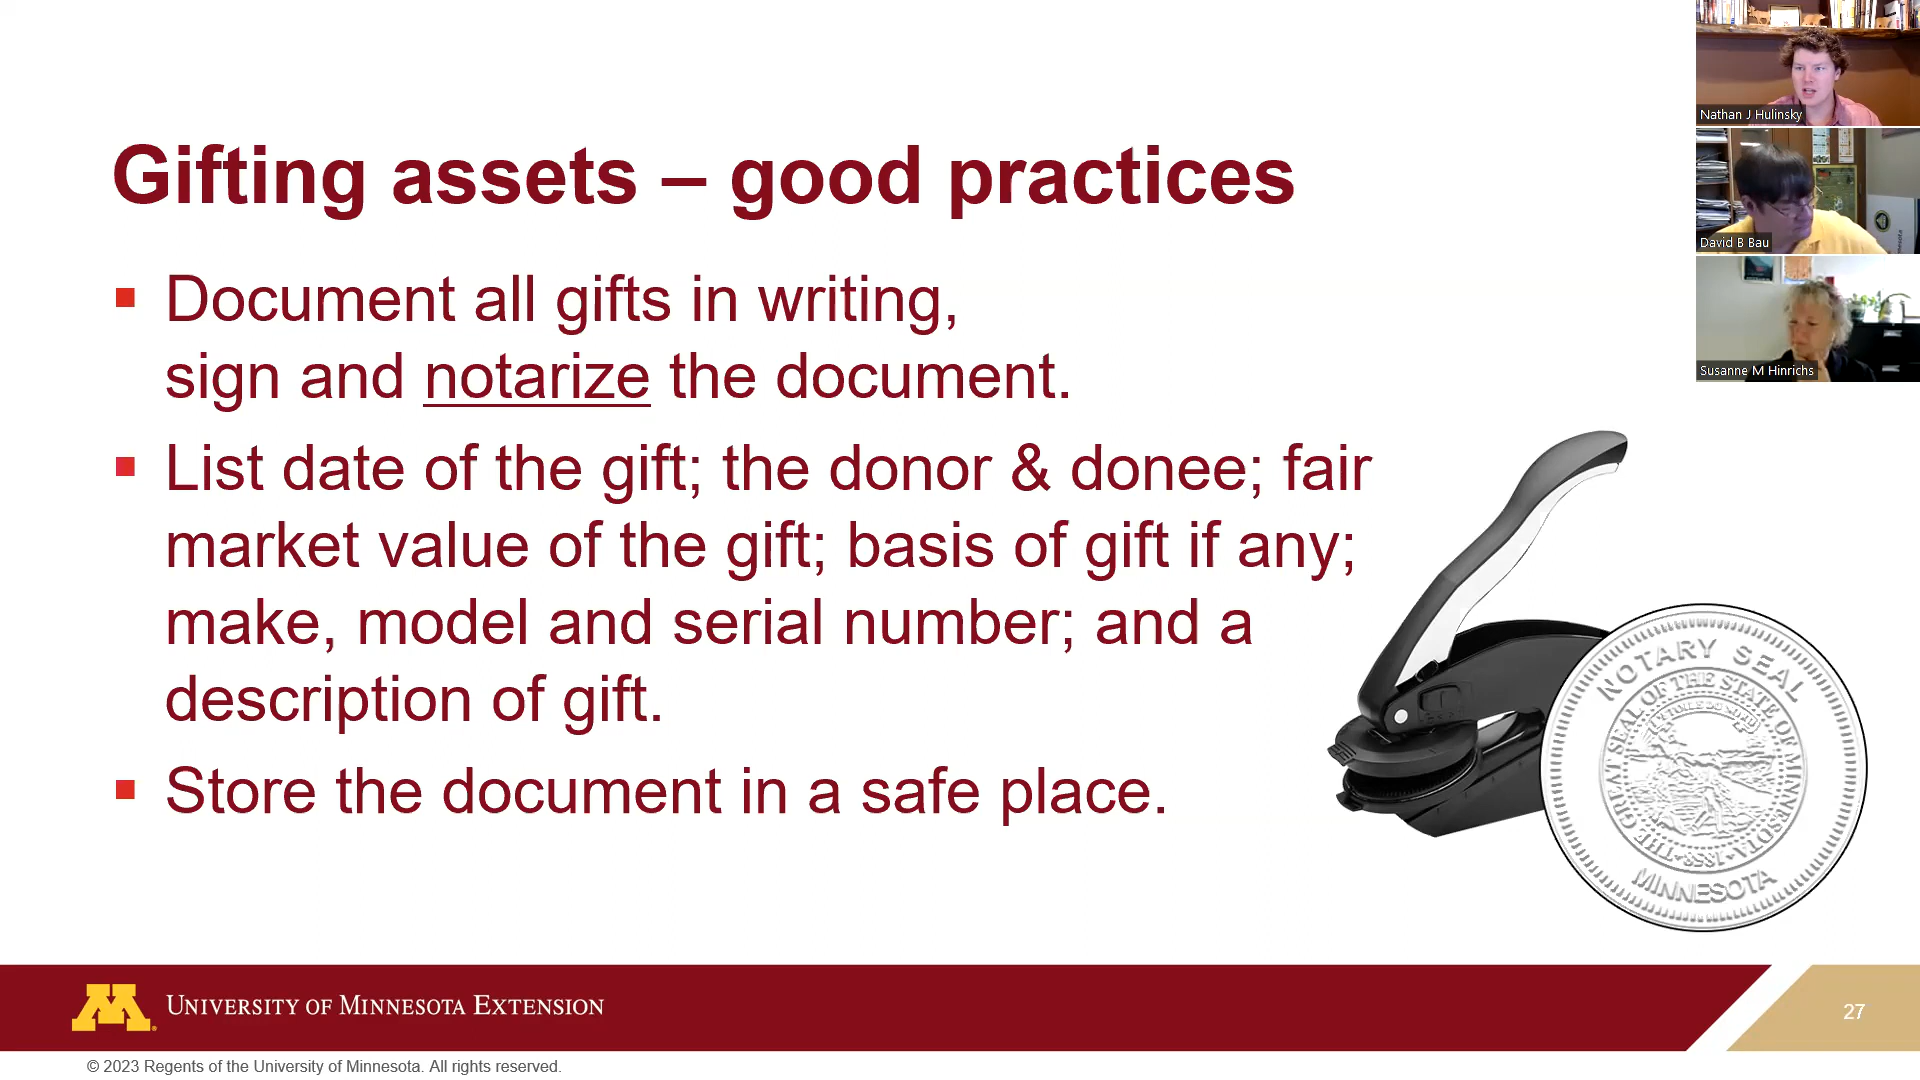 Gifting assets – good practices
Document all gifts in writing,
sign and notarize the document.
List date of the gift; the donor & donee; fair
market value of the gift; basis of gift if any;
make, model and serial number; and a
description of gift.
Store the document in a safe place.
Nathan J Hulinsky
David B Bau
Susanne M Hinrichs
NOTARY SEAL
THE GREAT SEAL OF THE STATE OF MINNESOTA
L'ETOILE DU NORD
1858
MINNESOTA
M
UNIVERSITY OF MINNESOTA EXTENSION
27
© 2023 Regents of the University of Minnesota. All rights reserved.